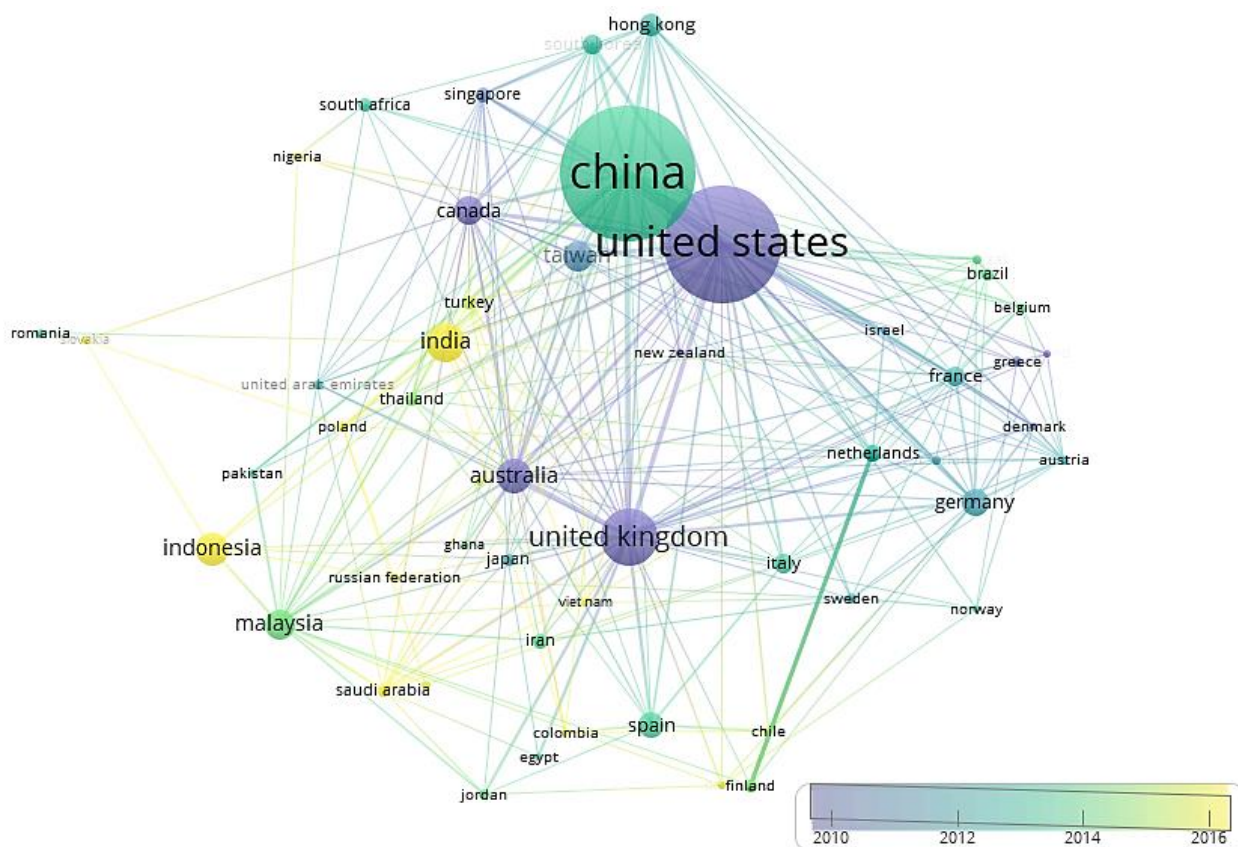 hong kong
south korea
singapore
south africa
nigeria
china
canada
united states
taiwan
brazil
turkey
belgium
romania
slovakia
india
israel
new zealand
greece
france
united arab emirates
thailand
poland
denmark
netherlands
austria
pakistan
australia
germany
united kingdom
indonesia
ghana
japan
italy
russian federation
viet nam
sweden
norway
malaysia
iran
saudi arabia
spain
colombia
chile
egypt
finland
jordan
2010 2012 2014 2016